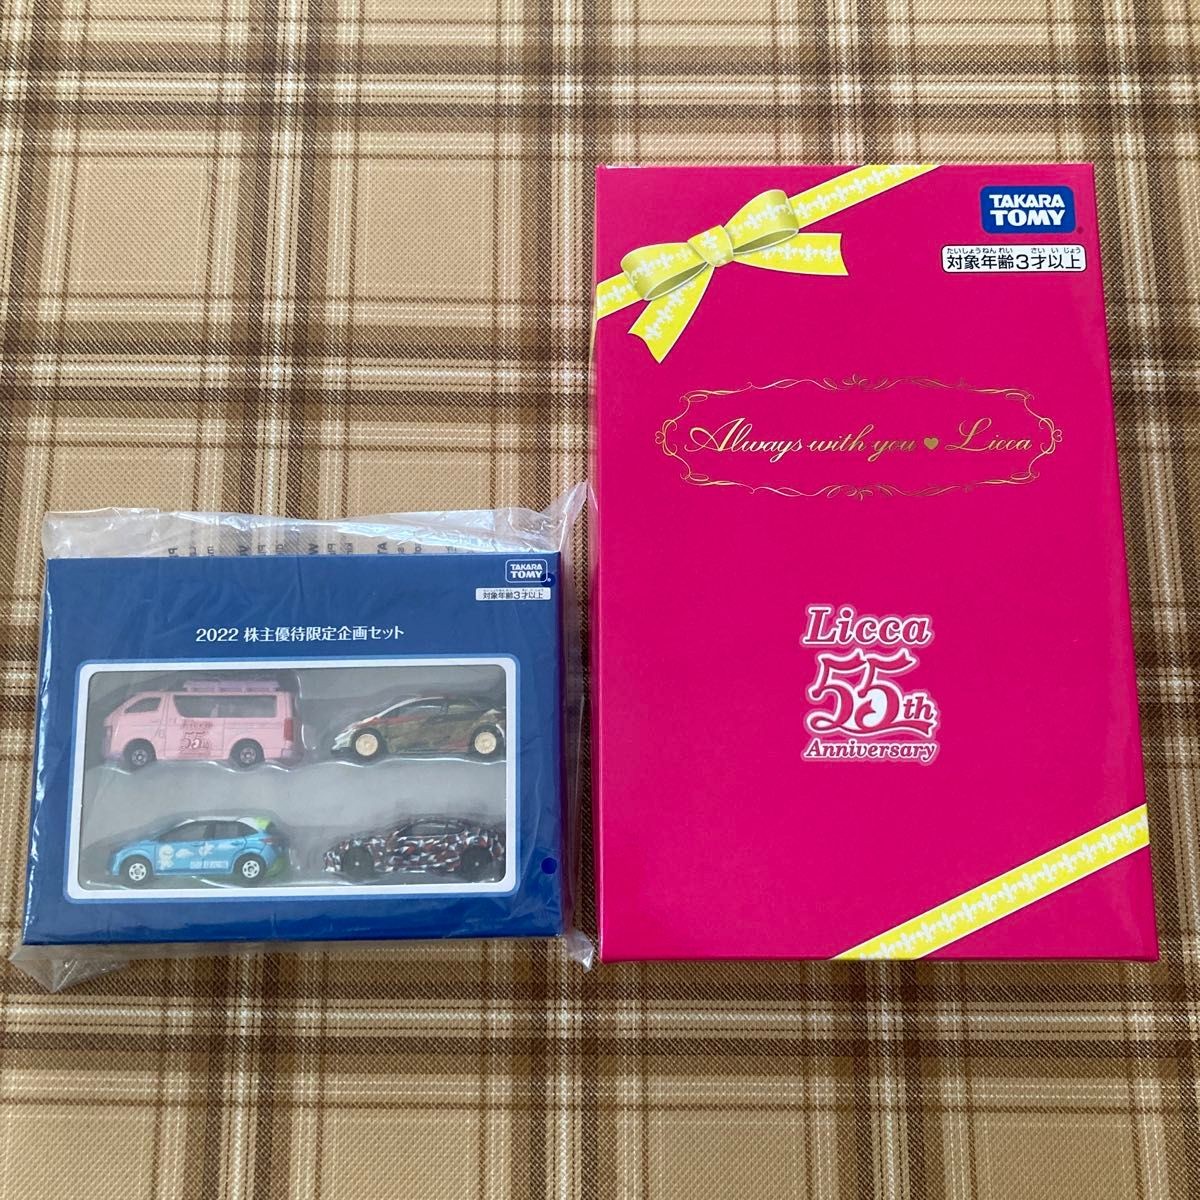 TAKARA
TOMY
対象年齢3才以上
2022 株主優待限定企画セット
Licca
55th
TAKARA
TOMY
たいしょうねんれい さいいじょう
対象年齢3才以上
Always with you ♥ Licca
Licca
55th
Anniversary